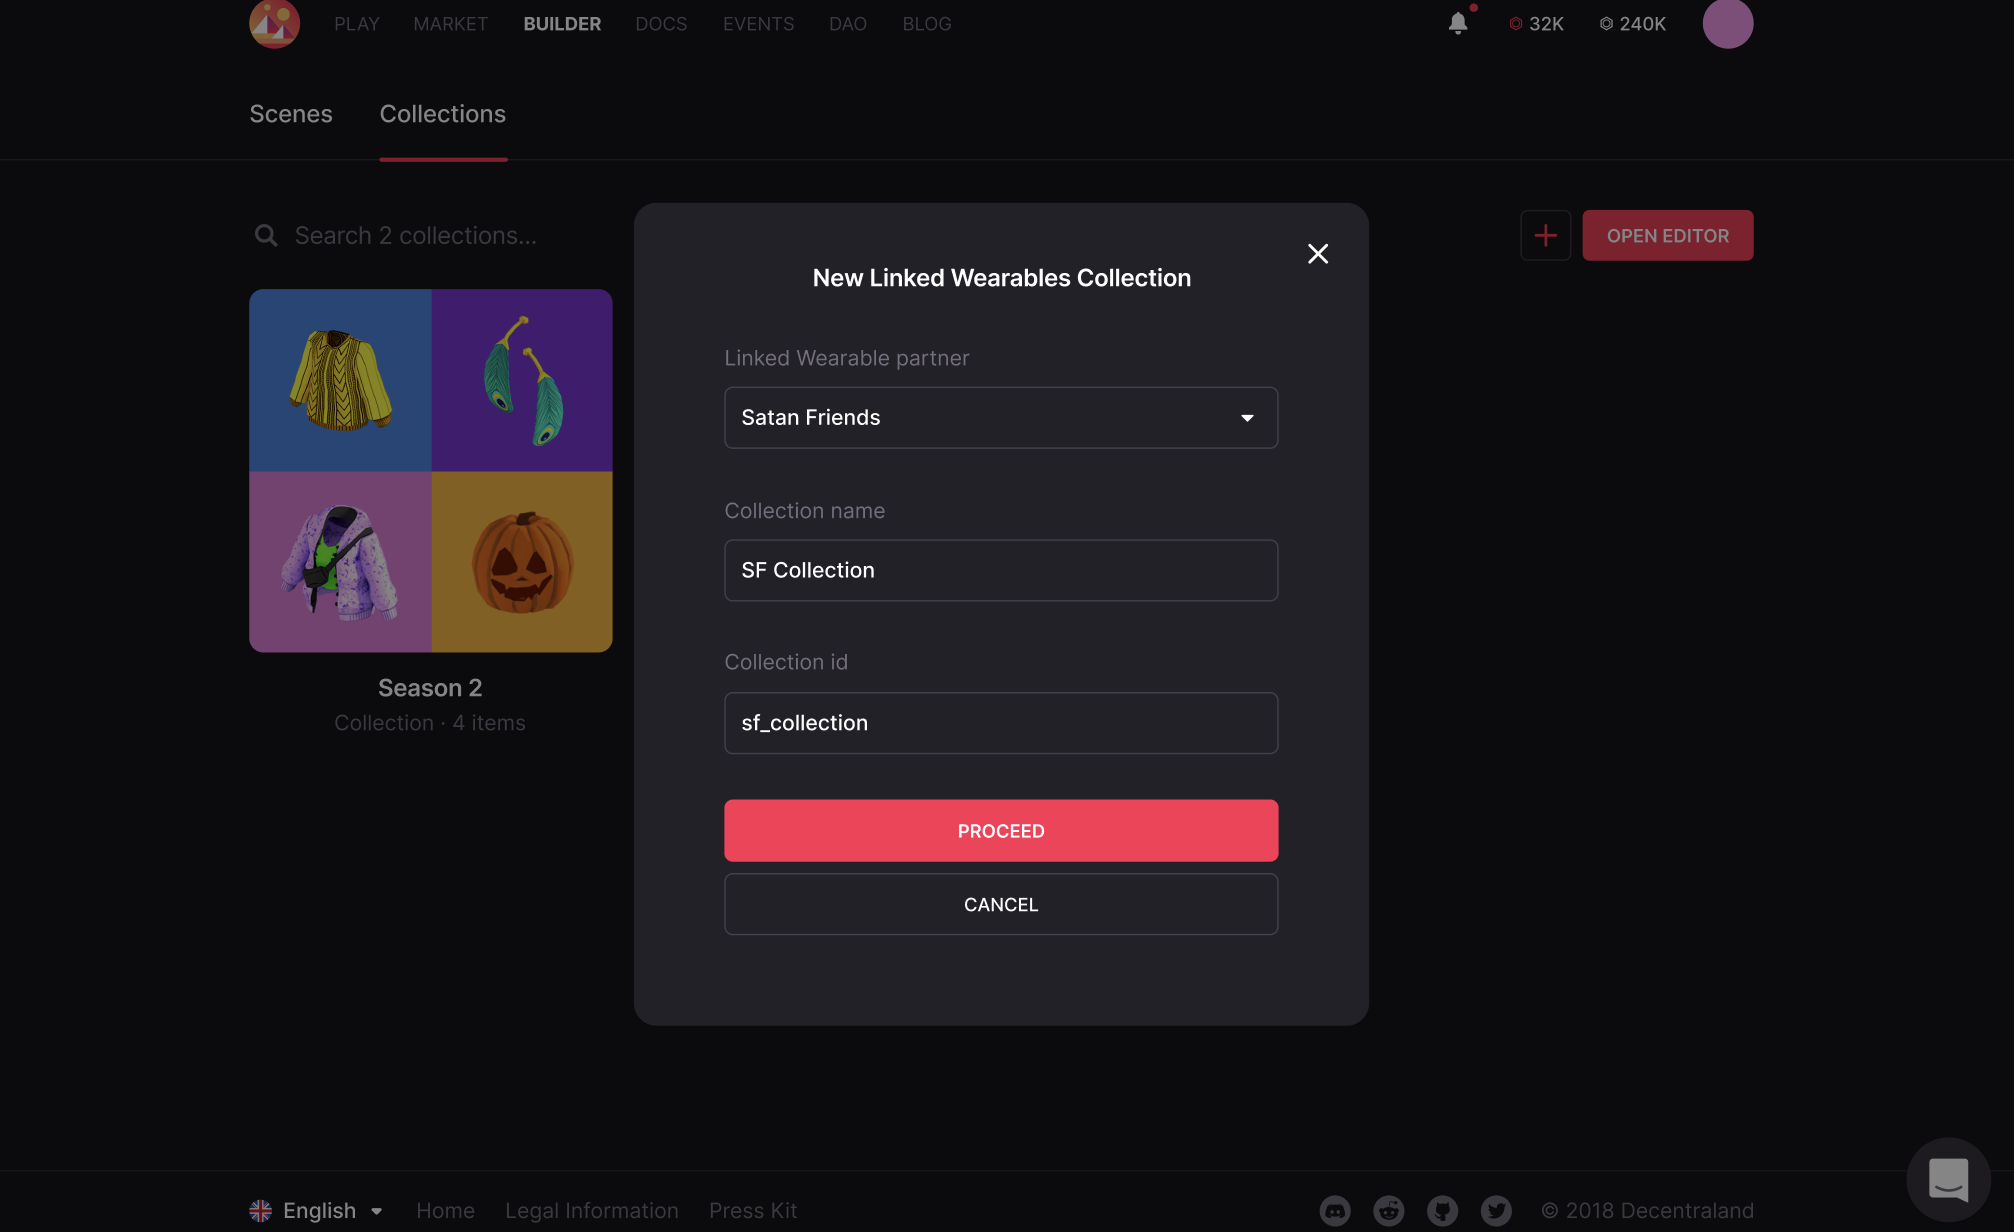 PLAY MARKET BUILDER DOCS EVENTS DAO BLOG 32K 240K
Scenes Collections
Search 2 collections...
OPEN EDITOR
New Linked Wearables Collection
Linked Wearable partner
Satan Friends
Collection name
SF Collection
Collection id
sf_collection
PROCEED
CANCEL
Season 2
Collection · 4 items
English Home Legal Information Press Kit © 2018 Decentraland